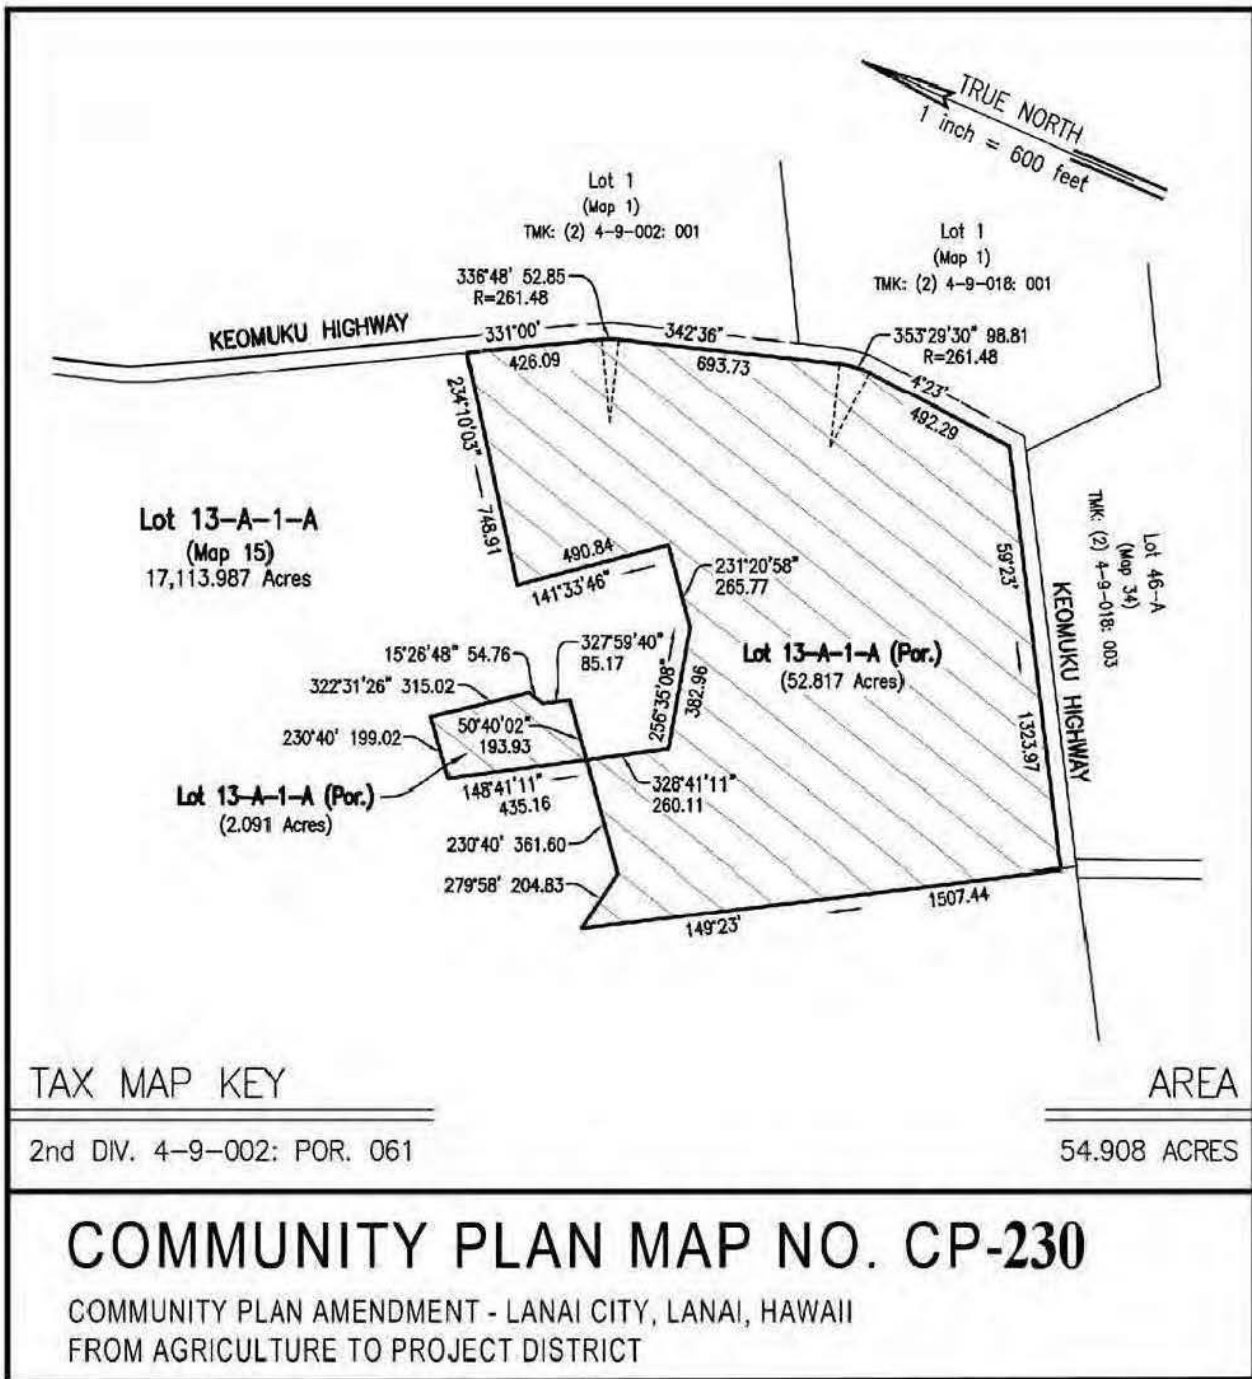 TRUE NORTH
1 inch = 600 feet
Lot 1
(Map 1)
TMK: (2) 4-9-002: 001
Lot 1
(Map 1)
TMK: (2) 4-9-018: 001
336°48' 52.85
R=261.48
KEOMUKU HIGHWAY
331°00'
426.09
342°36'
693.73
353°29'30" 98.81
R=261.48
4°23'
492.29
234°10'03"
748.91
Lot 13-A-1-A
(Map 15)
17,113.987 Acres
490.84
141°33'46"
231°20'58"
265.77
59°23'
1323.97
KEOMUKU HIGHWAY
Lot 46-A
(Map 34)
TMK: (2) 4-9-018: 003
327°59'40"
85.17
15°26'48" 54.76
322°31'26" 315.02
256°35'08"
382.96
Lot 13-A-1-A (Por.)
(52.817 Acres)
230°40' 199.02
50°40'02"
193.93
Lot 13-A-1-A (Por.)
(2.091 Acres)
148°41'11"
435.16
328°41'11"
260.11
230°40' 361.60
279°58' 204.83
149°23'
1507.44
TAX MAP KEY
AREA
2nd DIV. 4-9-002: POR. 061
54.908 ACRES
COMMUNITY PLAN MAP NO. CP-230
COMMUNITY PLAN AMENDMENT - LANAI CITY, LANAI, HAWAII
FROM AGRICULTURE TO PROJECT DISTRICT